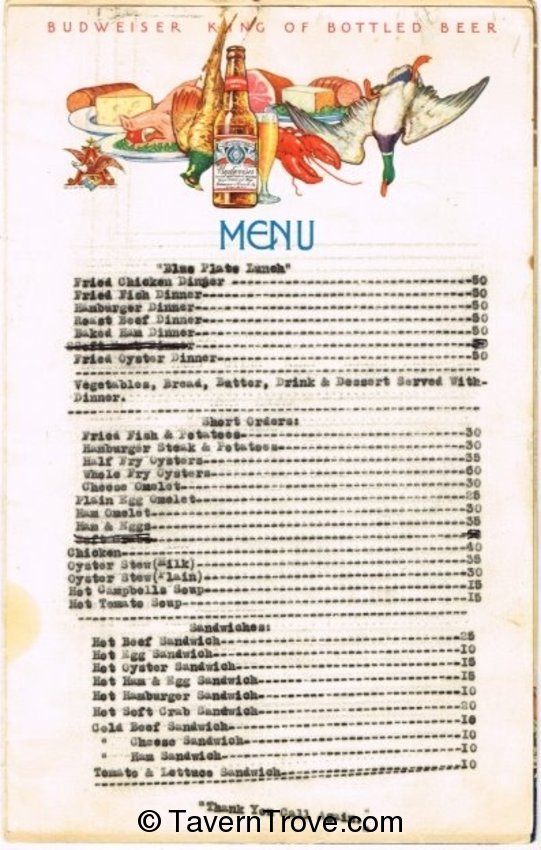 BUDWEISER KING OF BOTTLED BEER
Budweiser
MENU
"Blue Plate Lunch"
Fried Chicken Dinner ---50
Fried Fish Dinner---50
Hamburger Dinner---50
Roast Beef Dinner---50
Baked Ham Dinner---50
Fried Oyster Dinner---50
Vegetables, Bread, Butter, Drink & Dessert Served With-
Dinner.
Short Orders:
Fried Fish & Potatoes---30
Hamburger Steak & Potatoes---30
Half Fry Oysters---35
Whole Fry Oysters---60
Cheese Omelet---30
Plain Egg Omelet---25
Ham Omelet---30
Ham & Eggs---35
Chicken---40
Oyster Stew(Milk)---35
Oyster Stew(Plain)---30
Hot Campbells Soup---15
Hot Tomato Soup---15
Sandwiches:
Hot Beef Sandwich---25
Hot Egg Sandwich---10
Hot Oyster Sandwich---15
Hot Ham & Egg Sandwich---15
Hot Hamburger Sandwich---10
Hot Soft Crab Sandwich---20
Cold Beef Sandwich---
" Cheese Sandwich---10
" Ham Sandwich---10
Tomato & Lettuce Sandwich---10
"Thank You Call Again."
© TavernTrove.com